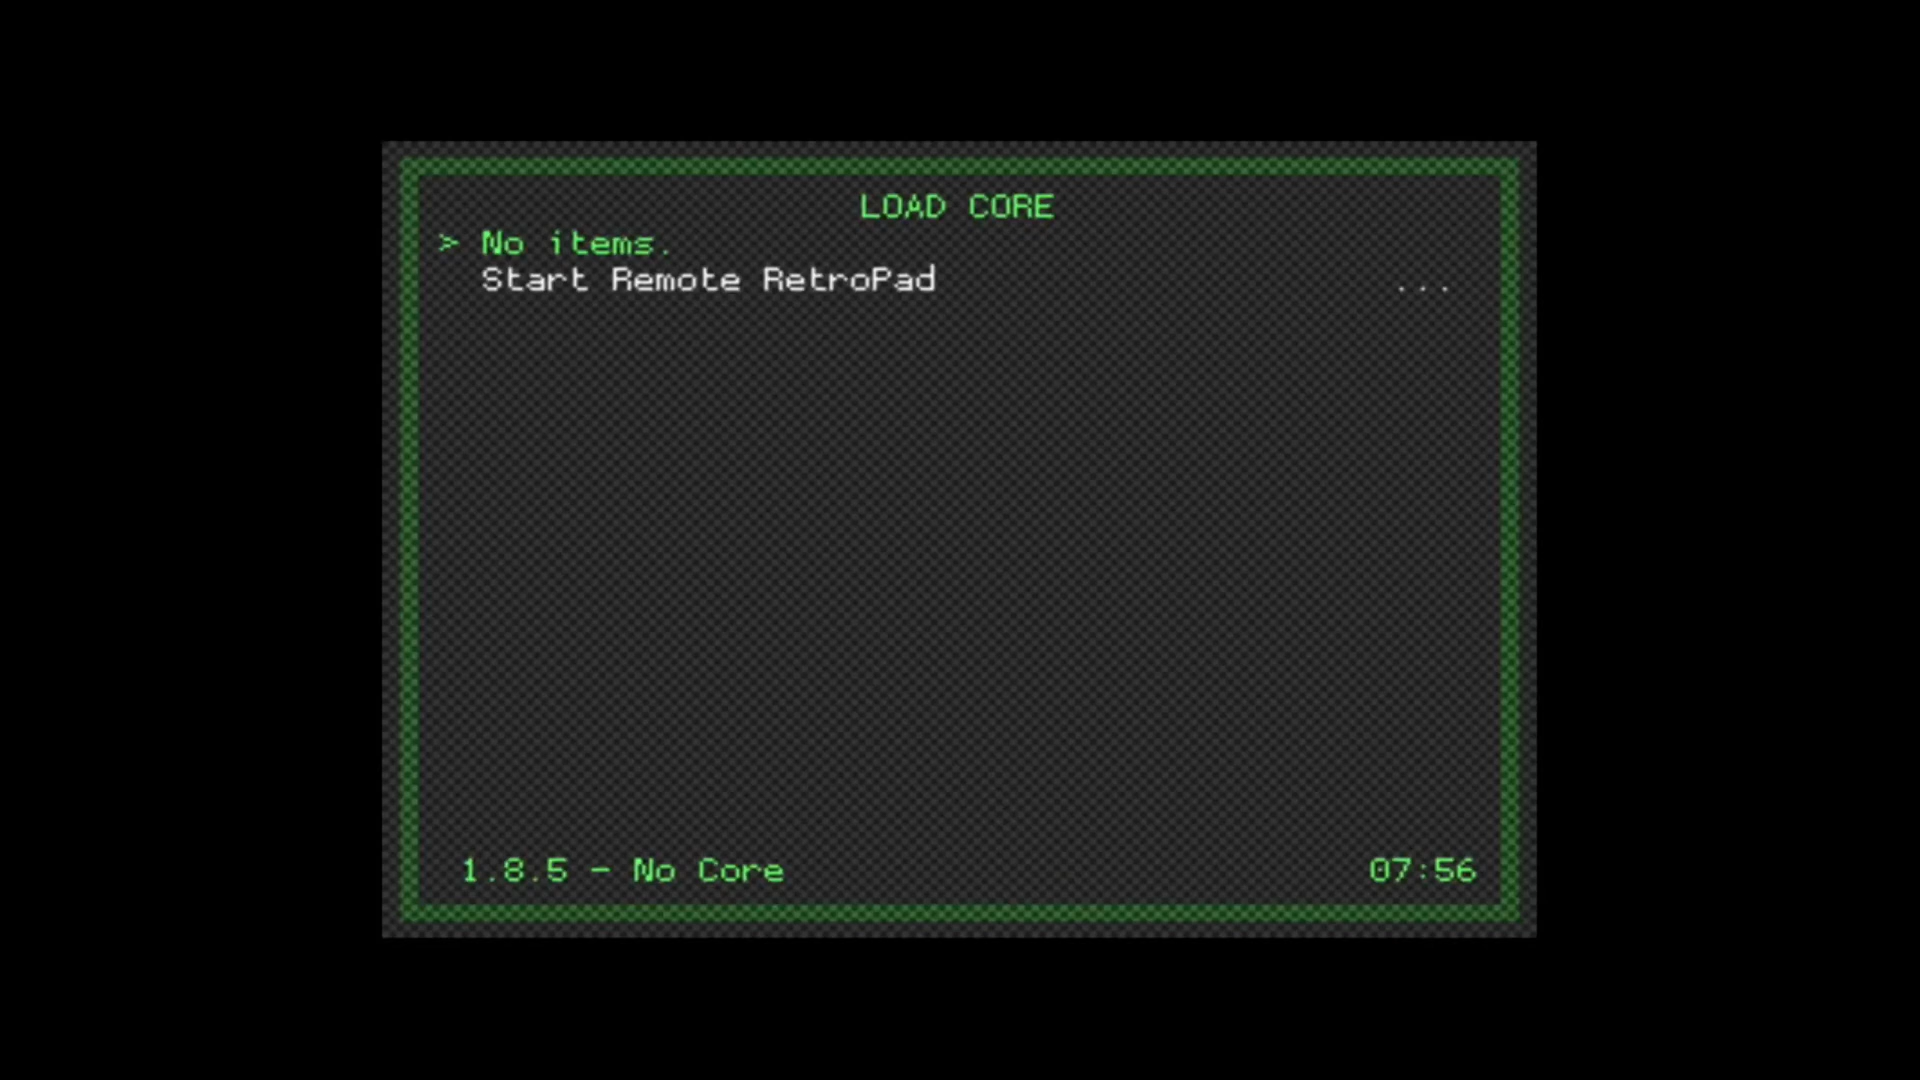 LOAD CORE
> No items.
Start Remote RetroPad ...
1.8.5 - No Core 07:56